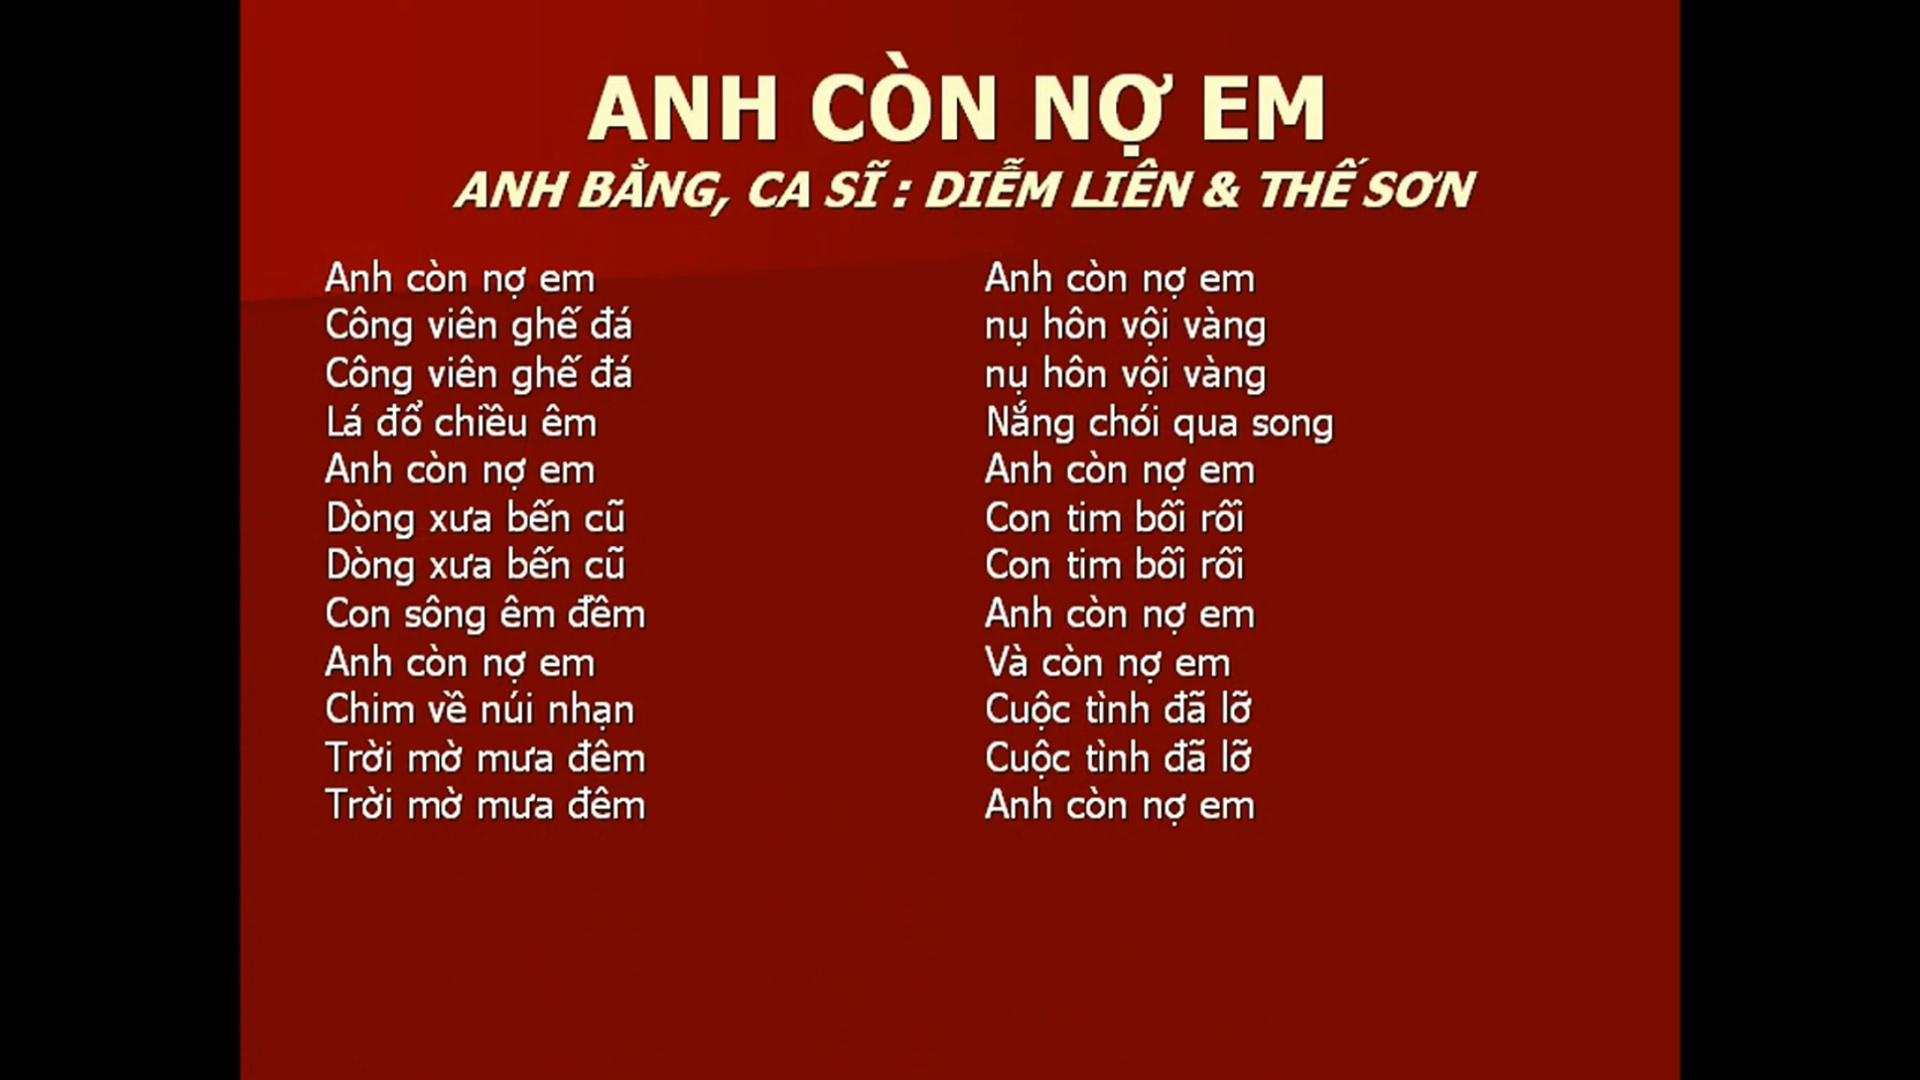 ANH CÒN NỢ EM
ANH BẰNG, CA SĨ : DIỄM LIÊN & THẾ SƠN
Anh còn nợ em
Công viên ghế đá
Công viên ghế đá
Lá đổ chiều êm
Anh còn nợ em
Dòng xưa bến cũ
Dòng xưa bến cũ
Con sông êm đềm
Anh còn nợ em
Chim về núi nhạn
Trời mờ mưa đêm
Trời mờ mưa đêm
Anh còn nợ em
nụ hôn vội vàng
nụ hôn vội vàng
Nắng chói qua song
Anh còn nợ em
Con tim bối rối
Con tim bối rối
Anh còn nợ em
Và còn nợ em
Cuộc tình đã lỡ
Cuộc tình đã lỡ
Anh còn nợ em